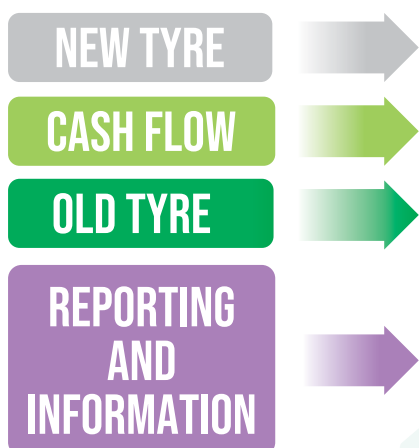 NEW TYRE
CASH FLOW
OLD TYRE
REPORTING
AND
INFORMATION